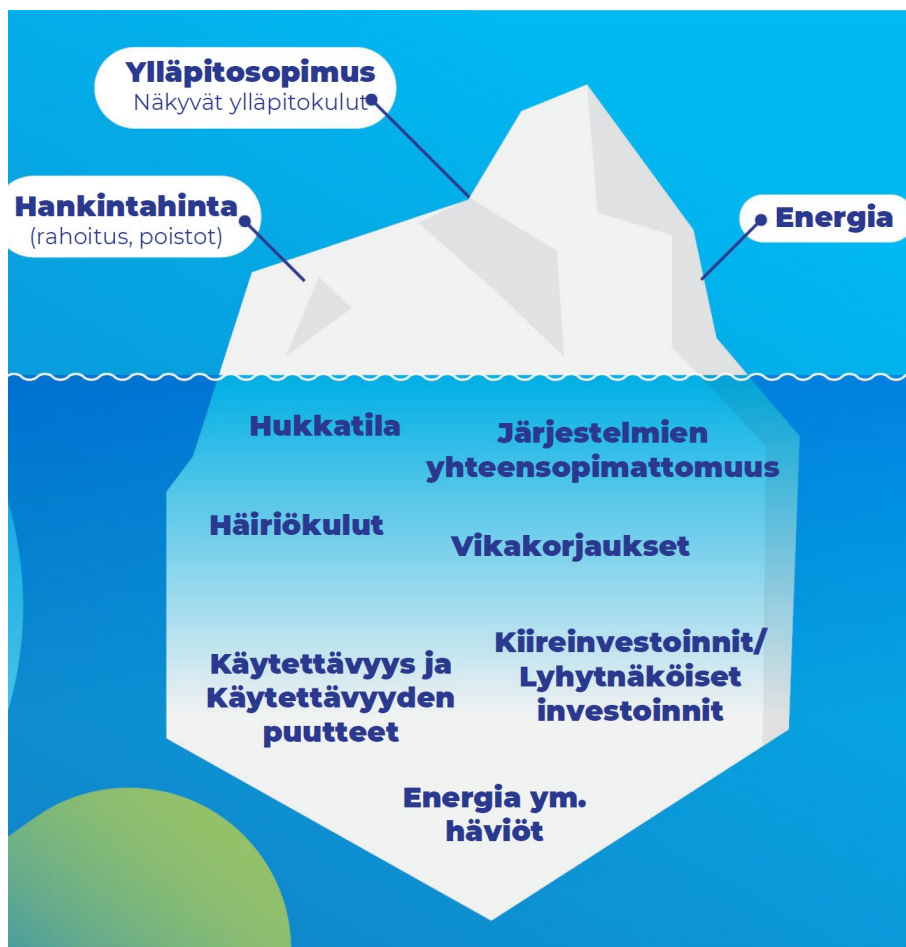 Ylläpitosopimus
Näkyvät ylläpitokulut
Hankintahinta
(rahoitus, poistot)
Energia
Hukkatila
Järjestelmien
yhteensopimattomuus
Häiriökulut
Vikakorjaukset
Käytettävyys ja
Käytettävyyden
puutteet
Kiireinvestoinnit/
Lyhytnäköiset
investoinnit
Energia ym.
häviöt